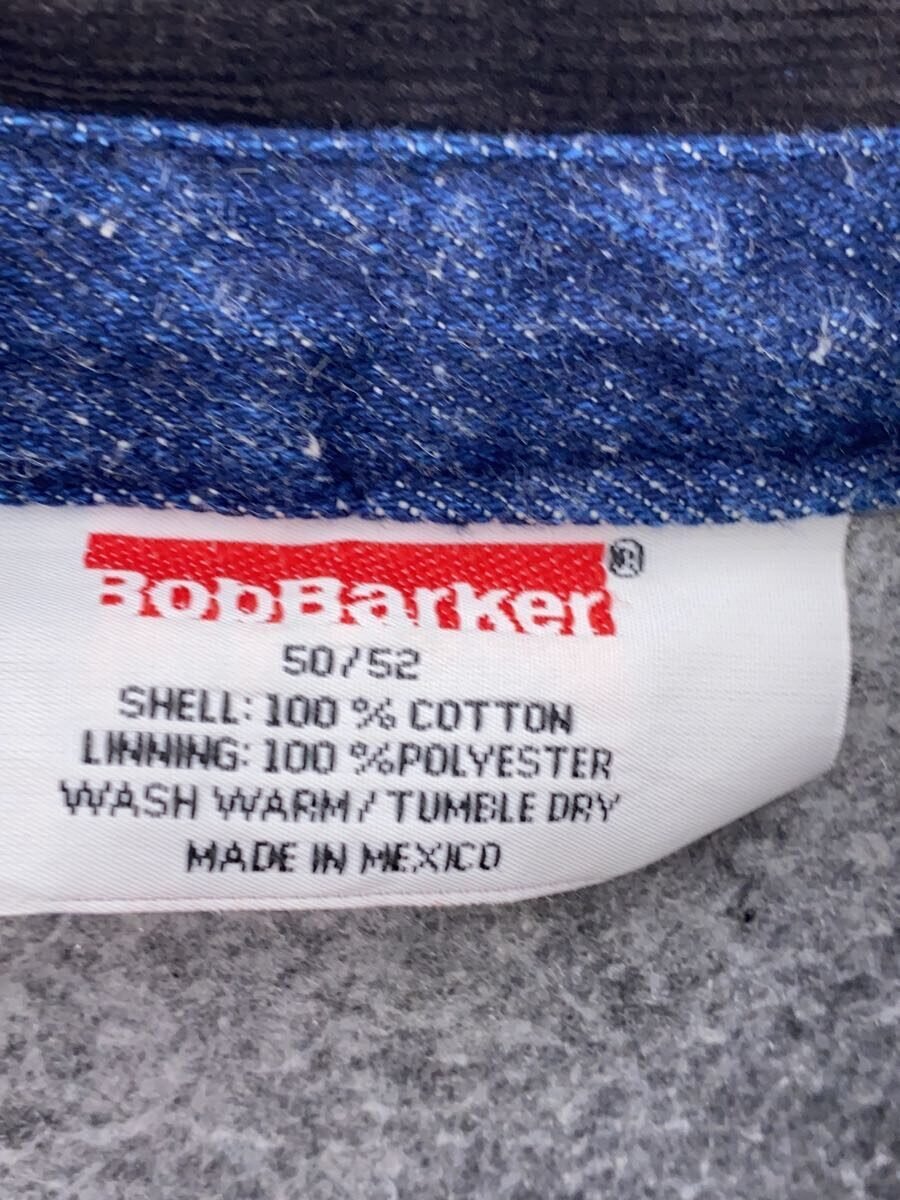 BobBarker®
50/52
SHELL: 100 % COTTON
LINNING: 100 %POLYESTER
WASH WARM / TUMBLE DRY
MADE IN MEXICO